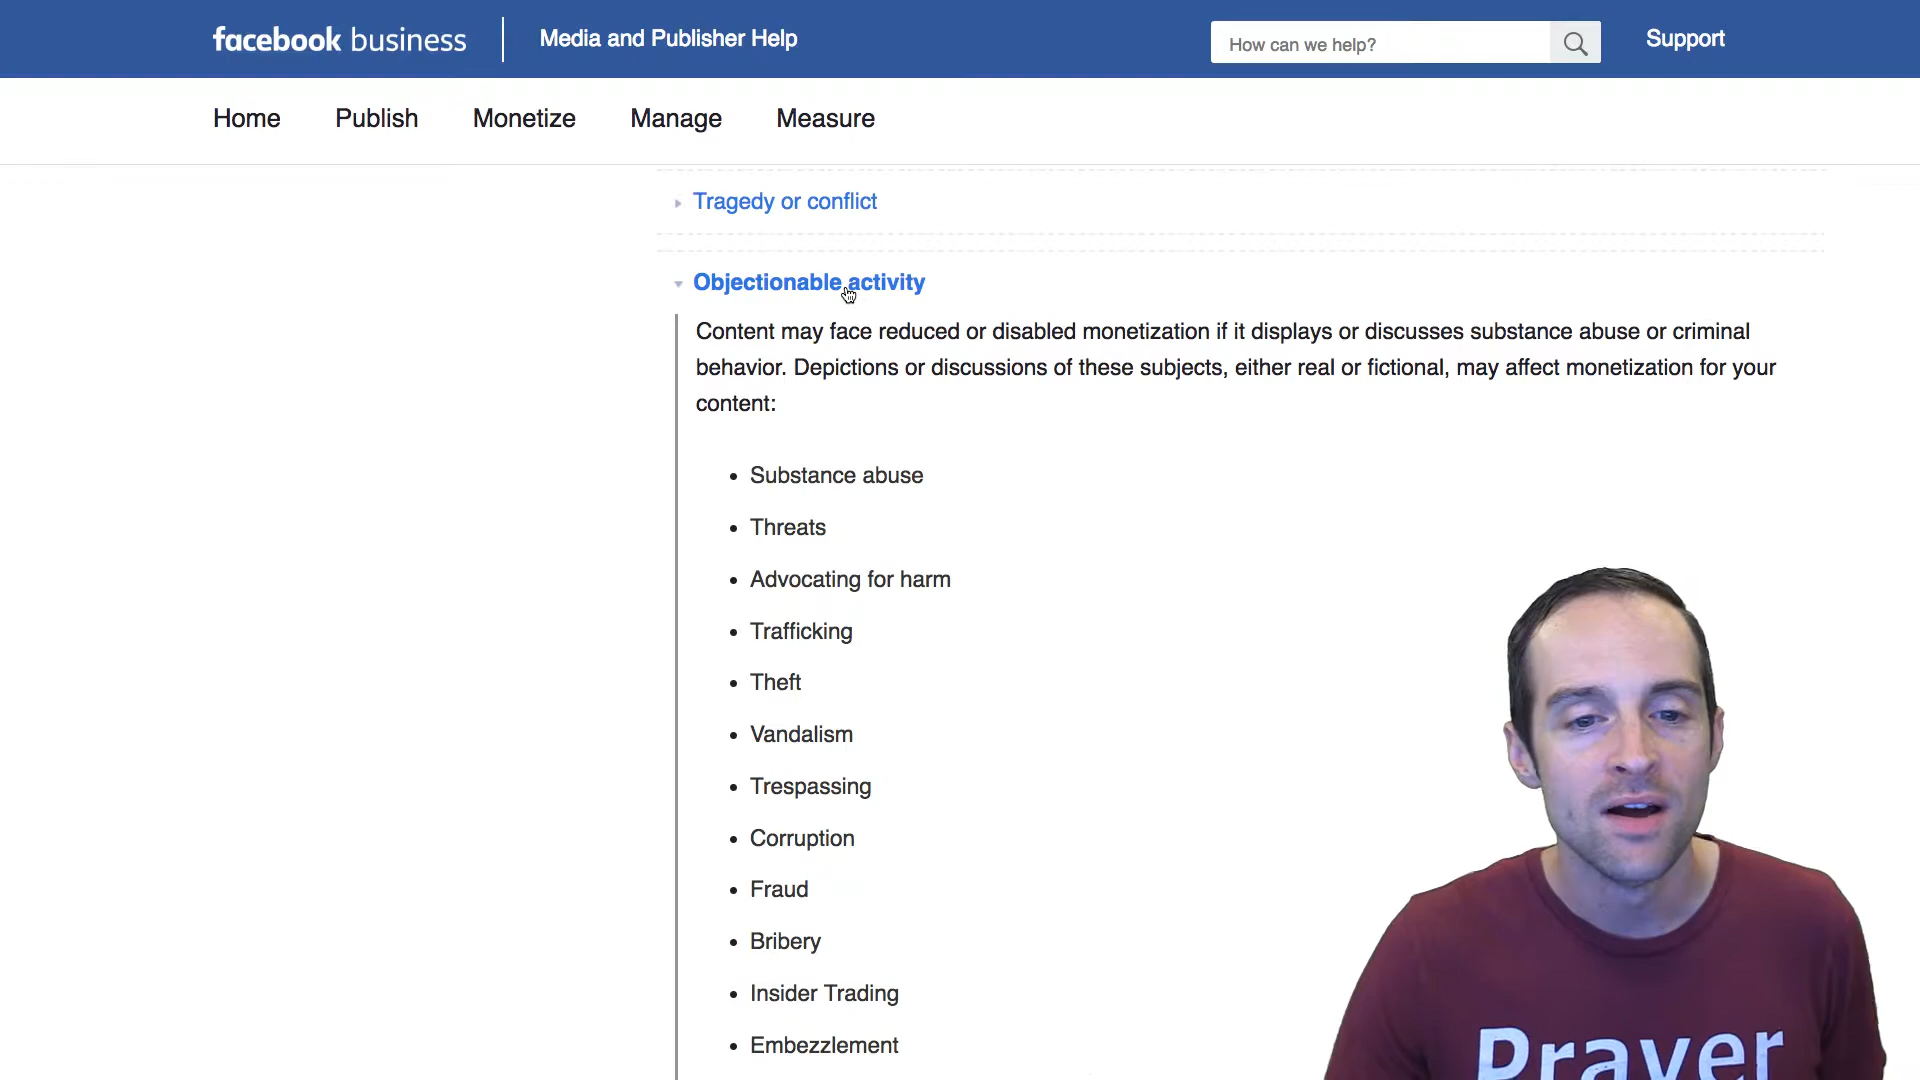 facebook business
Media and Publisher Help
How can we help?
Support
Home
Publish
Monetize
Manage
Measure
Tragedy or conflict
Objectionable activity
Content may face reduced or disabled monetization if it displays or discusses substance abuse or criminal
behavior. Depictions or discussions of these subjects, either real or fictional, may affect monetization for your
content:
• Substance abuse
• Threats
• Advocating for harm
• Trafficking
• Theft
• Vandalism
• Trespassing
• Corruption
• Fraud
• Bribery
• Insider Trading
• Embezzlement
Prayer